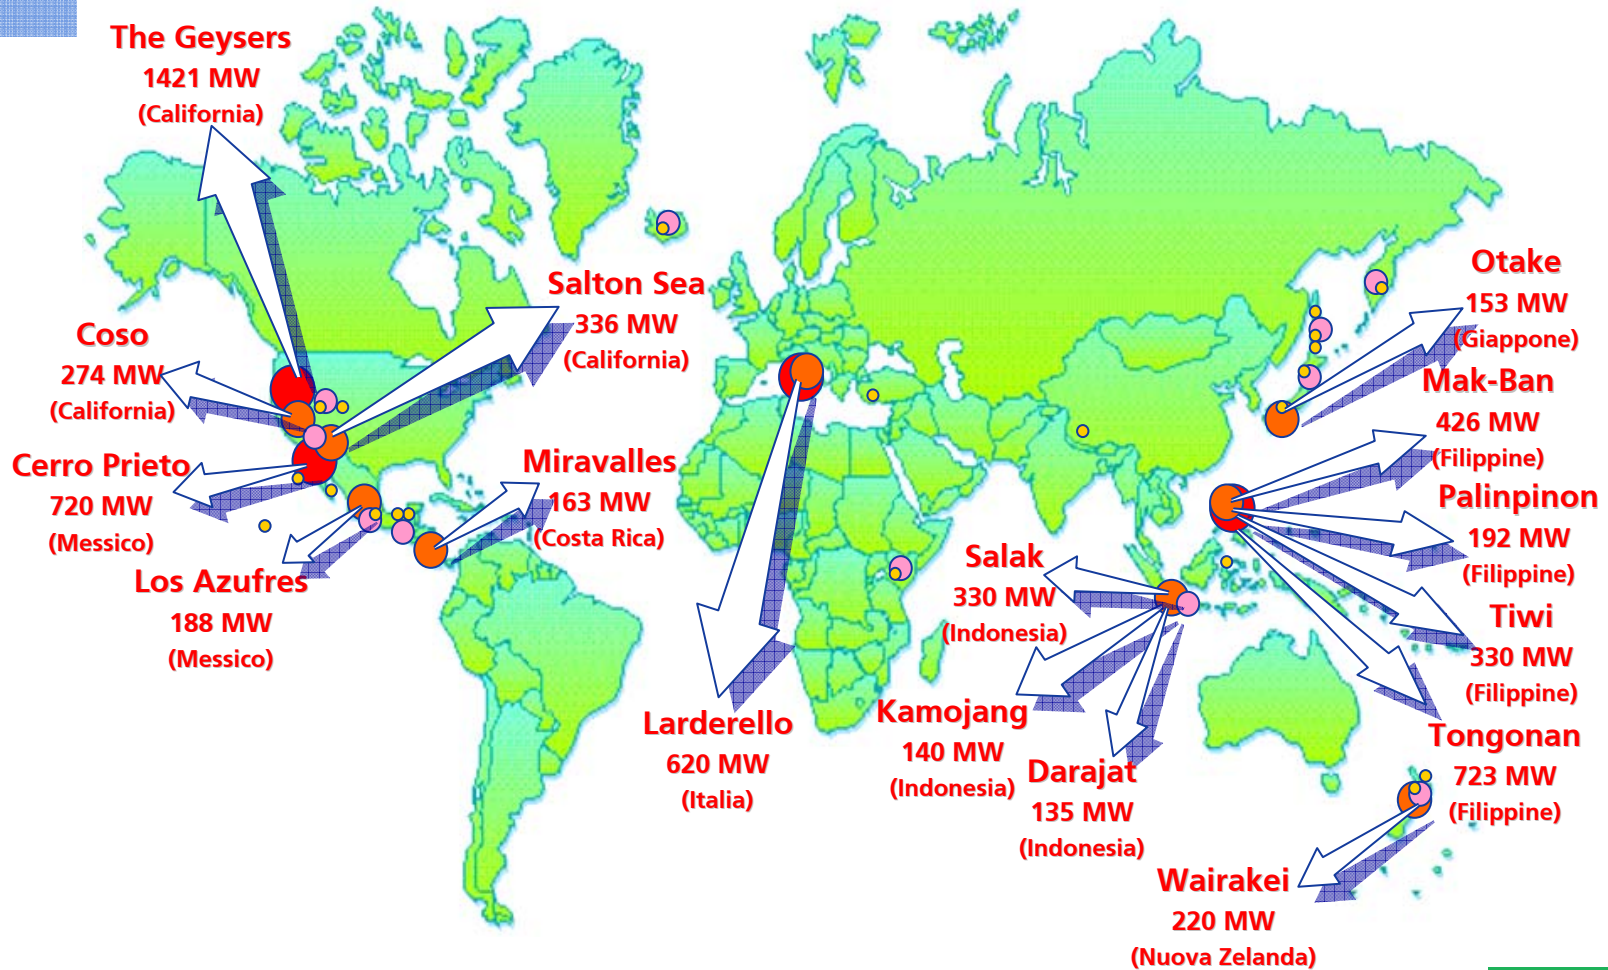 The Geysers
1421 MW
(California)
Salton Sea
336 MW
(California)
Coso
274 MW
(California)
Cerro Prieto
720 MW
(Messico)
Los Azufres
188 MW
(Messico)
Miravalles
163 MW
(Costa Rica)
Larderello
620 MW
(Italia)
Otake
153 MW
(Giappone)
Mak-Ban
426 MW
(Filippine)
Palinpinon
192 MW
(Filippine)
Tiwi
330 MW
(Filippine)
Tongonan
723 MW
(Filippine)
Salak
330 MW
(Indonesia)
Kamojang
140 MW
(Indonesia)
Darajat
135 MW
(Indonesia)
Wairakei
220 MW
(Nuova Zelanda)